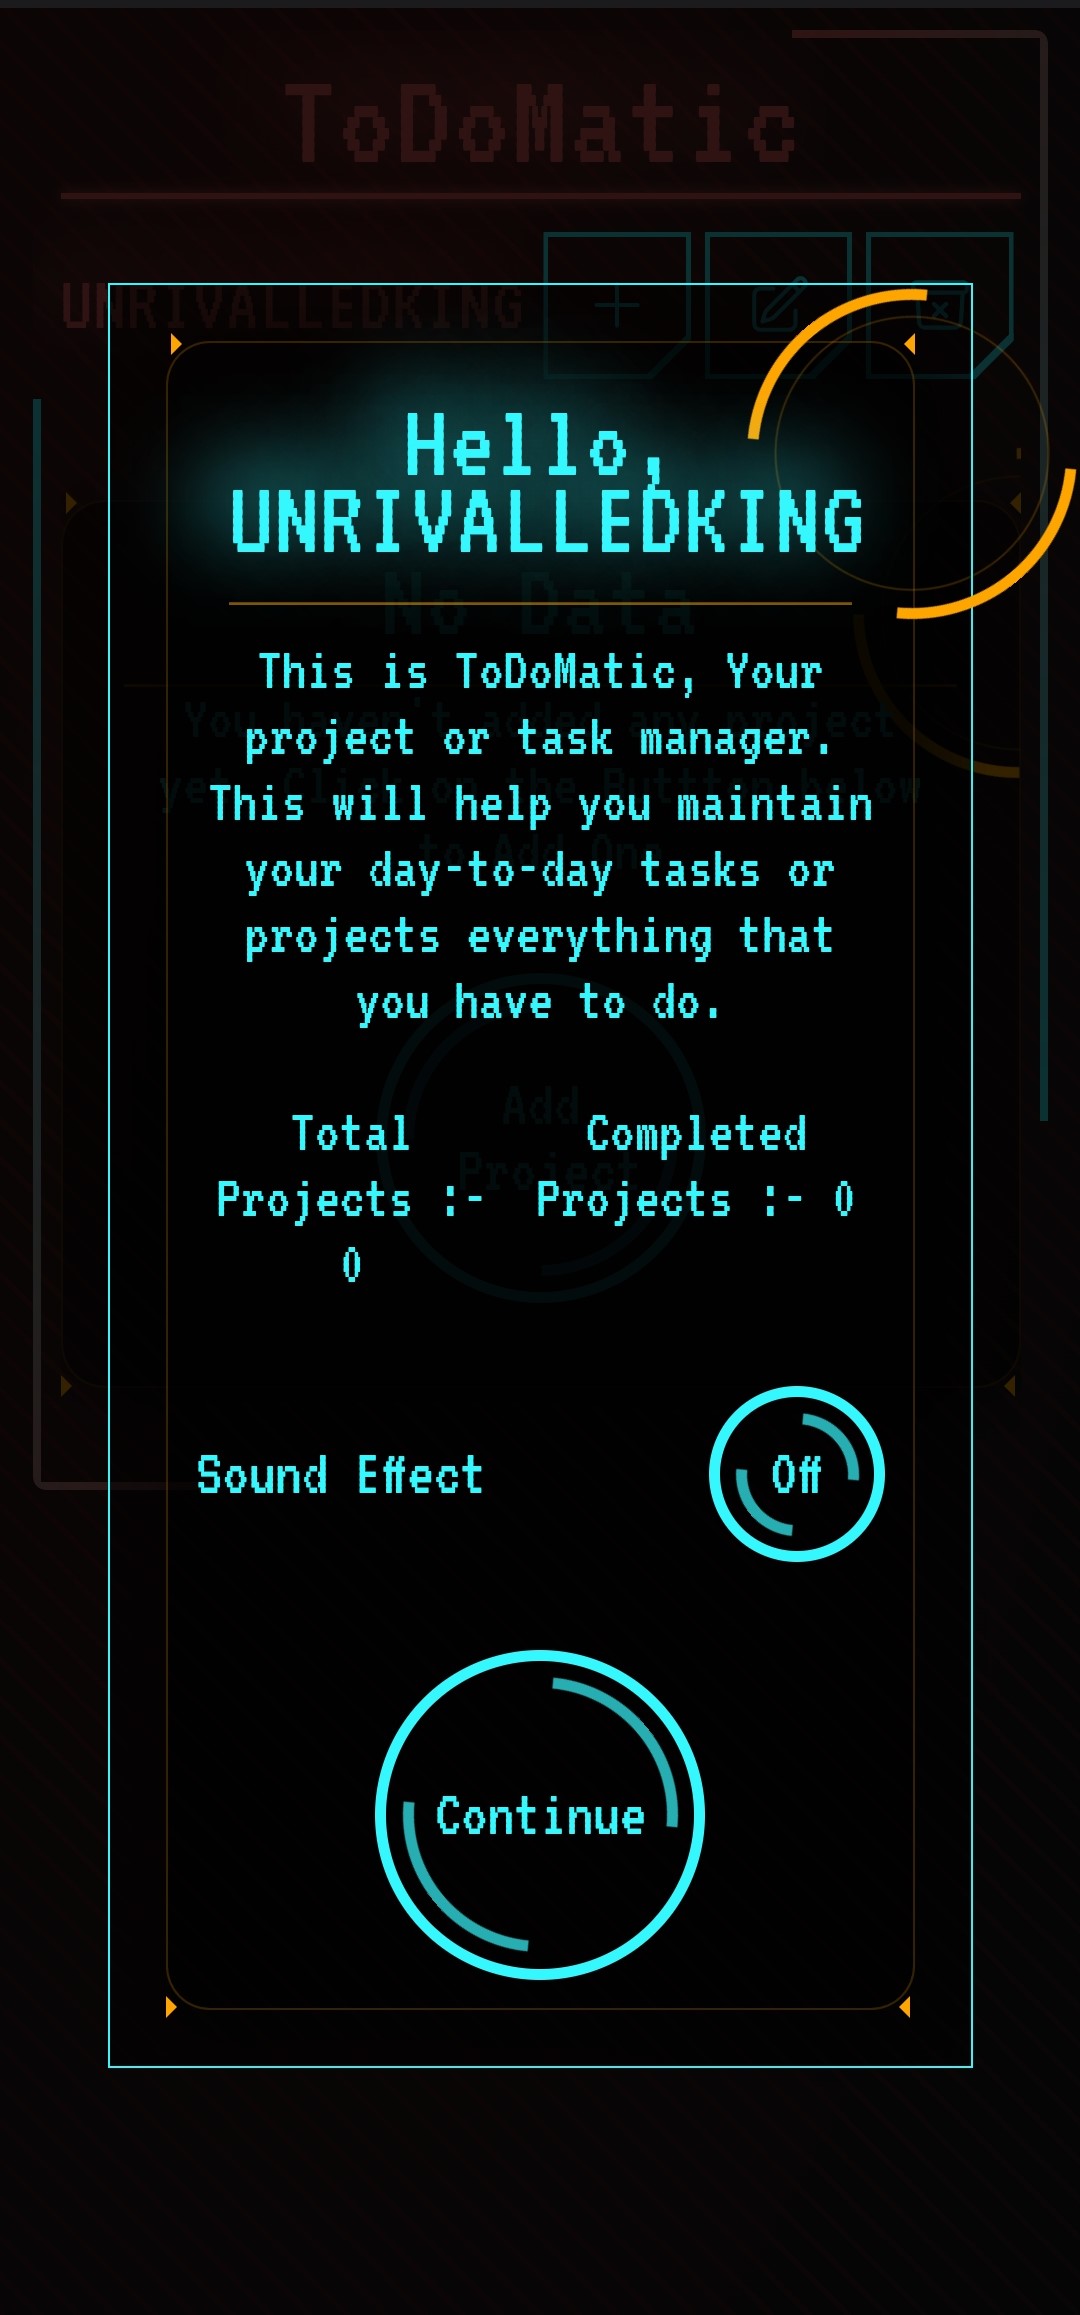 ToDoMatic
UNRIVALLEDKING
Hello,
UNRIVALLEDKING
No Data
This is ToDoMatic, Your
You haven't added any project
project or task manager.
yet. Click on the Buttton below
This will help you maintain
to Add One
your day-to-day tasks or
projects everything that
you have to do.
Add
Project
Total
Projects :-
0
Completed
Projects :- 0
Sound Effect
Off
Continue